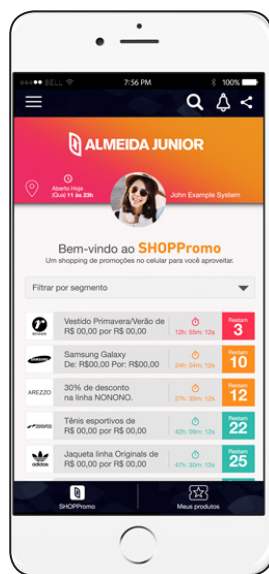 BELL 7:56 PM 100%
ALMEIDA JUNIOR
Aberto Hoje
(Qua) 11 às 23h
John Example System
Bem-vindo ao SHOPPromo
Um shopping de promoções no celular para você aproveitar.
Filtrar por segmento
Vestido Primavera/Verão de
R$ 00,00 por R$ 00,00
12h: 55m: 12s
Restam
3
SAMSUNG
Samsung Galaxy
De: R$00,00 Por: R$00,00
24h: 04m: 12s
Restam
10
AREZZO
30% de desconto
na linha NONONO.
27h: 35m: 12s
Restam
12
Tênis esportivos de
R$ 00,00 por R$ 00,00
42h: 09m: 12s
Restam
22
adidas
Jaqueta linha Originals de
R$ 00,00 por R$ 00,00
47h: 30m: 12s
Restam
25
SHOPPromo
Meus produtos